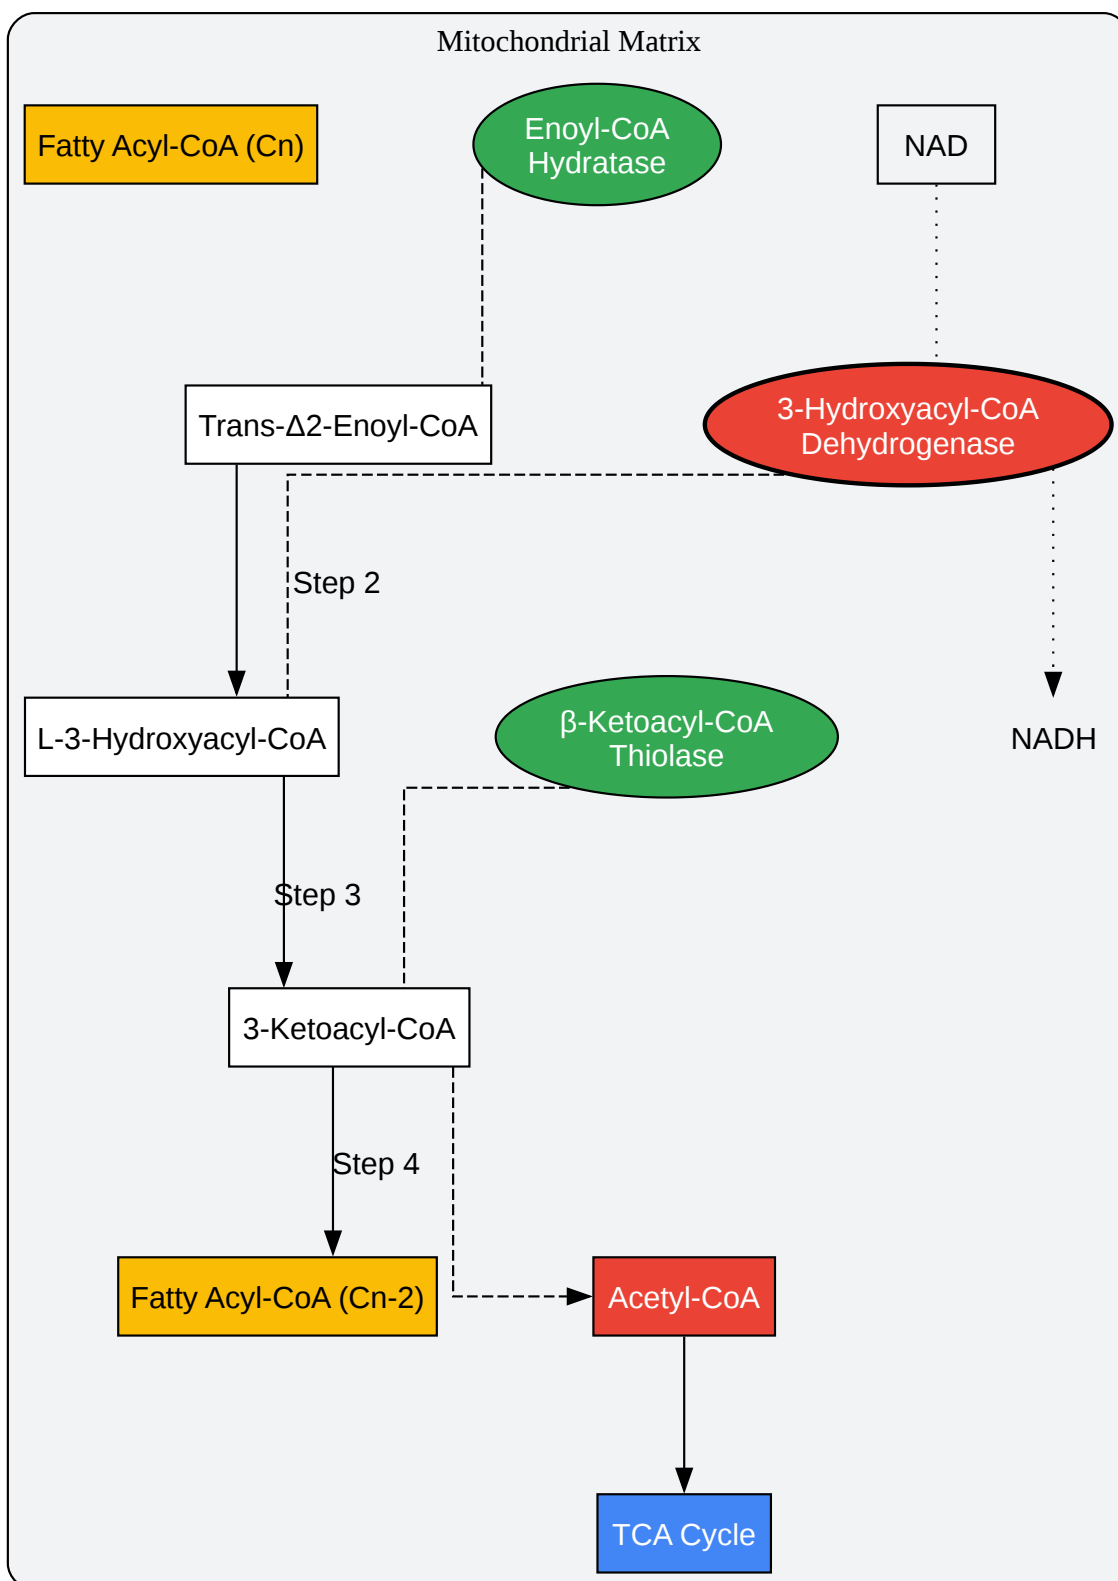 Mitochondrial Matrix
Fatty Acyl-CoA (Cn)
Enoyl-CoA
Hydratase
NAD
Trans-Δ2-Enoyl-CoA
3-Hydroxyacyl-CoA
Dehydrogenase
Step 2
L-3-Hydroxyacyl-CoA
β-Ketoacyl-CoA
Thiolase
NADH
Step 3
3-Ketoacyl-CoA
Step 4
Fatty Acyl-CoA (Cn-2)
Acetyl-CoA
TCA Cycle